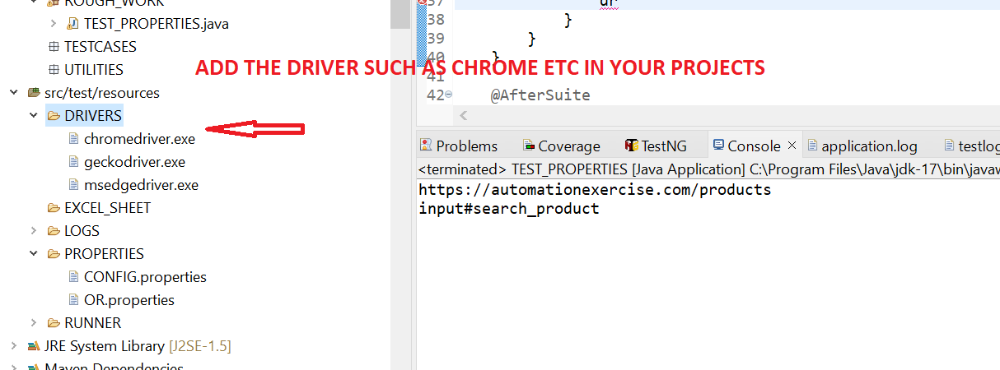 ROUGH_WORK
TEST_PROPERTIES.java
TESTCASES
UTILITIES
src/test/resources
DRIVERS
chromedriver.exe
geckodriver.exe
msedgedriver.exe
EXCEL_SHEET
LOGS
PROPERTIES
CONFIG.properties
OR.properties
RUNNER
JRE System Library [J2SE-1.5]
Maven Dependencies
ADD THE DRIVER SUCH AS CHROME ETC IN YOUR PROJECTS
37 ur
38 }
39 }
40 }
41
42 @AfterSuite
Problems Coverage TestNG Console application.log testlog
<terminated> TEST_PROPERTIES [Java Application] C:\Program Files\Java\jdk-17\bin\javaw
https://automationexercise.com/products
input#search_product